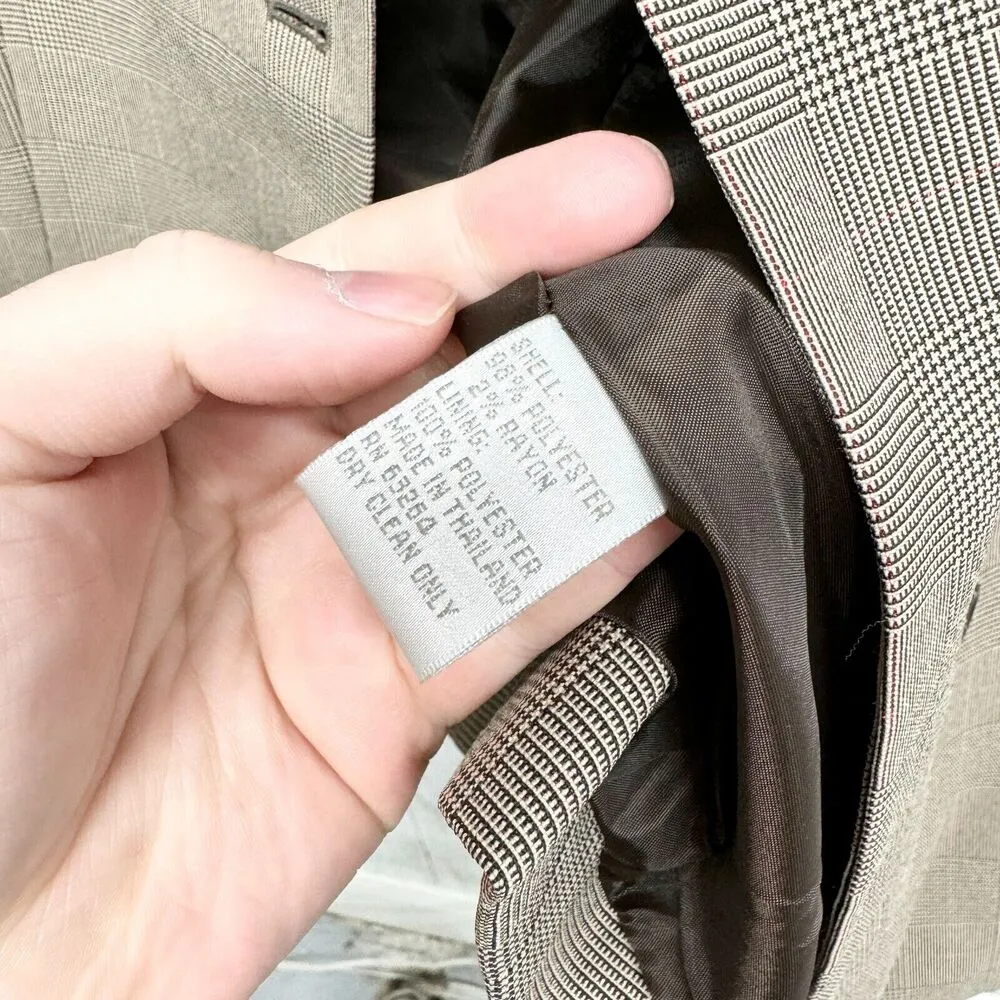 SHELL:
98% POLYESTER
2% RAYON
LINING:
100% POLYESTER
MADE IN THAILAND
RN 63264
DRY CLEAN ONLY